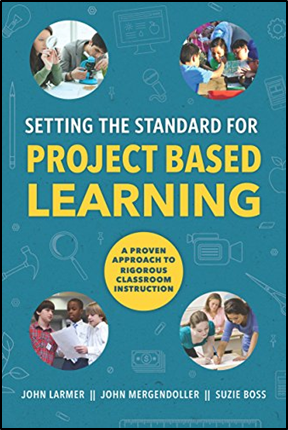 SETTING THE STANDARD FOR
PROJECT BASED
LEARNING
A PROVEN
APPROACH TO
RIGOROUS
CLASSROOM
INSTRUCTION
JOHN LARMER || JOHN MERGENDOLLER || SUZIE BOSS